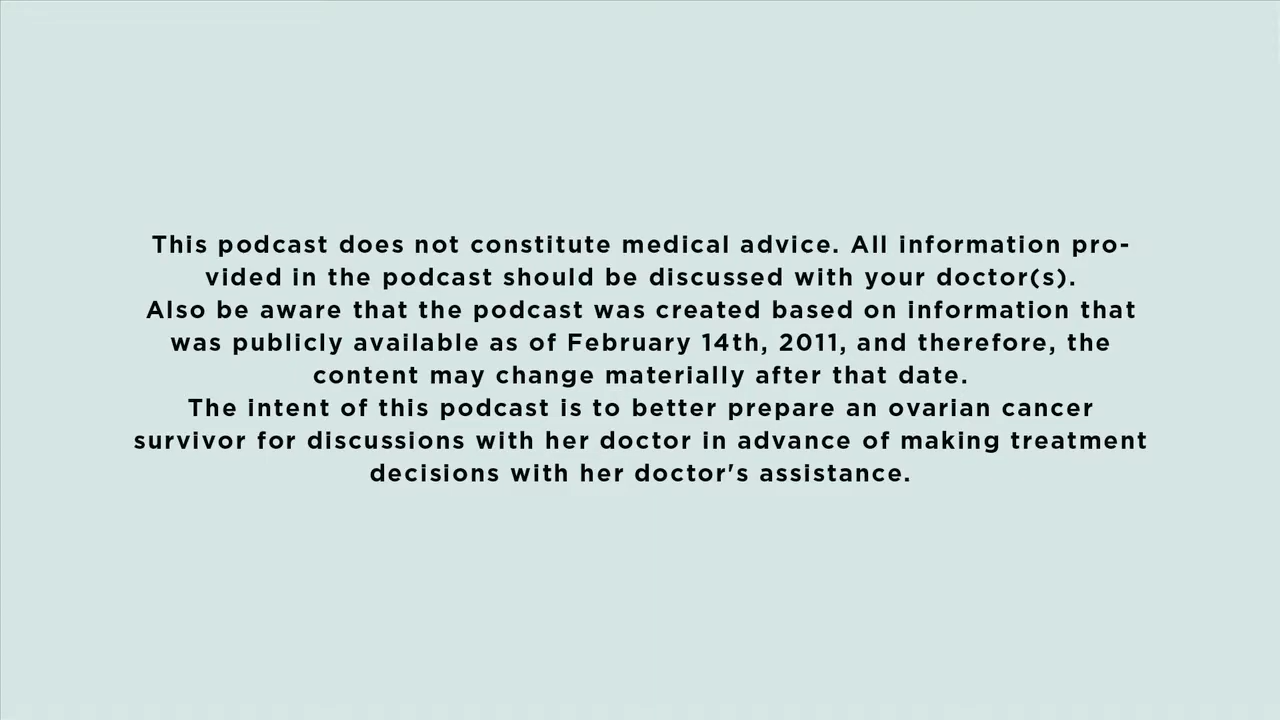 This podcast does not constitute medical advice. All information pro-
vided in the podcast should be discussed with your doctor(s).
Also be aware that the podcast was created based on information that
was publicly available as of February 14th, 2011, and therefore, the
content may change materially after that date.
The intent of this podcast is to better prepare an ovarian cancer
survivor for discussions with her doctor in advance of making treatment
decisions with her doctor's assistance.